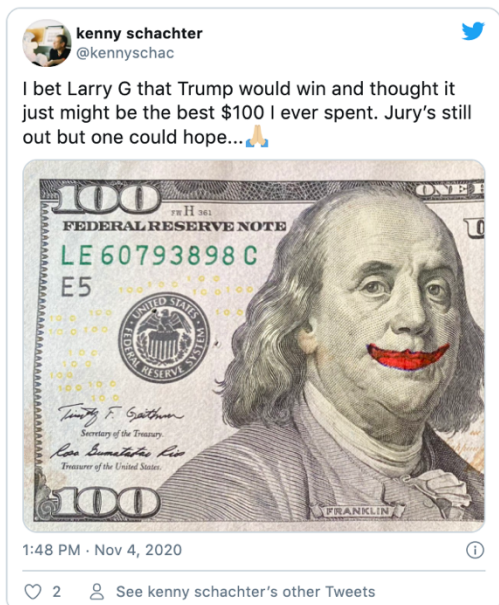 kenny schachter
@kennyschac
I bet Larry G that Trump would win and thought it
just might be the best $100 I ever spent. Jury’s still
out but one could hope...🙏🏼
100
ONE H
FW H 361
FEDERAL RESERVE NOTE
LE 60793898 C
E5
UNITED STATES
FEDERAL RESERVE SYSTEM
Secretary of the Treasury
Treasurer of the United States
100
FRANKLIN
1:48 PM · Nov 4, 2020
2
See kenny schachter’s other Tweets